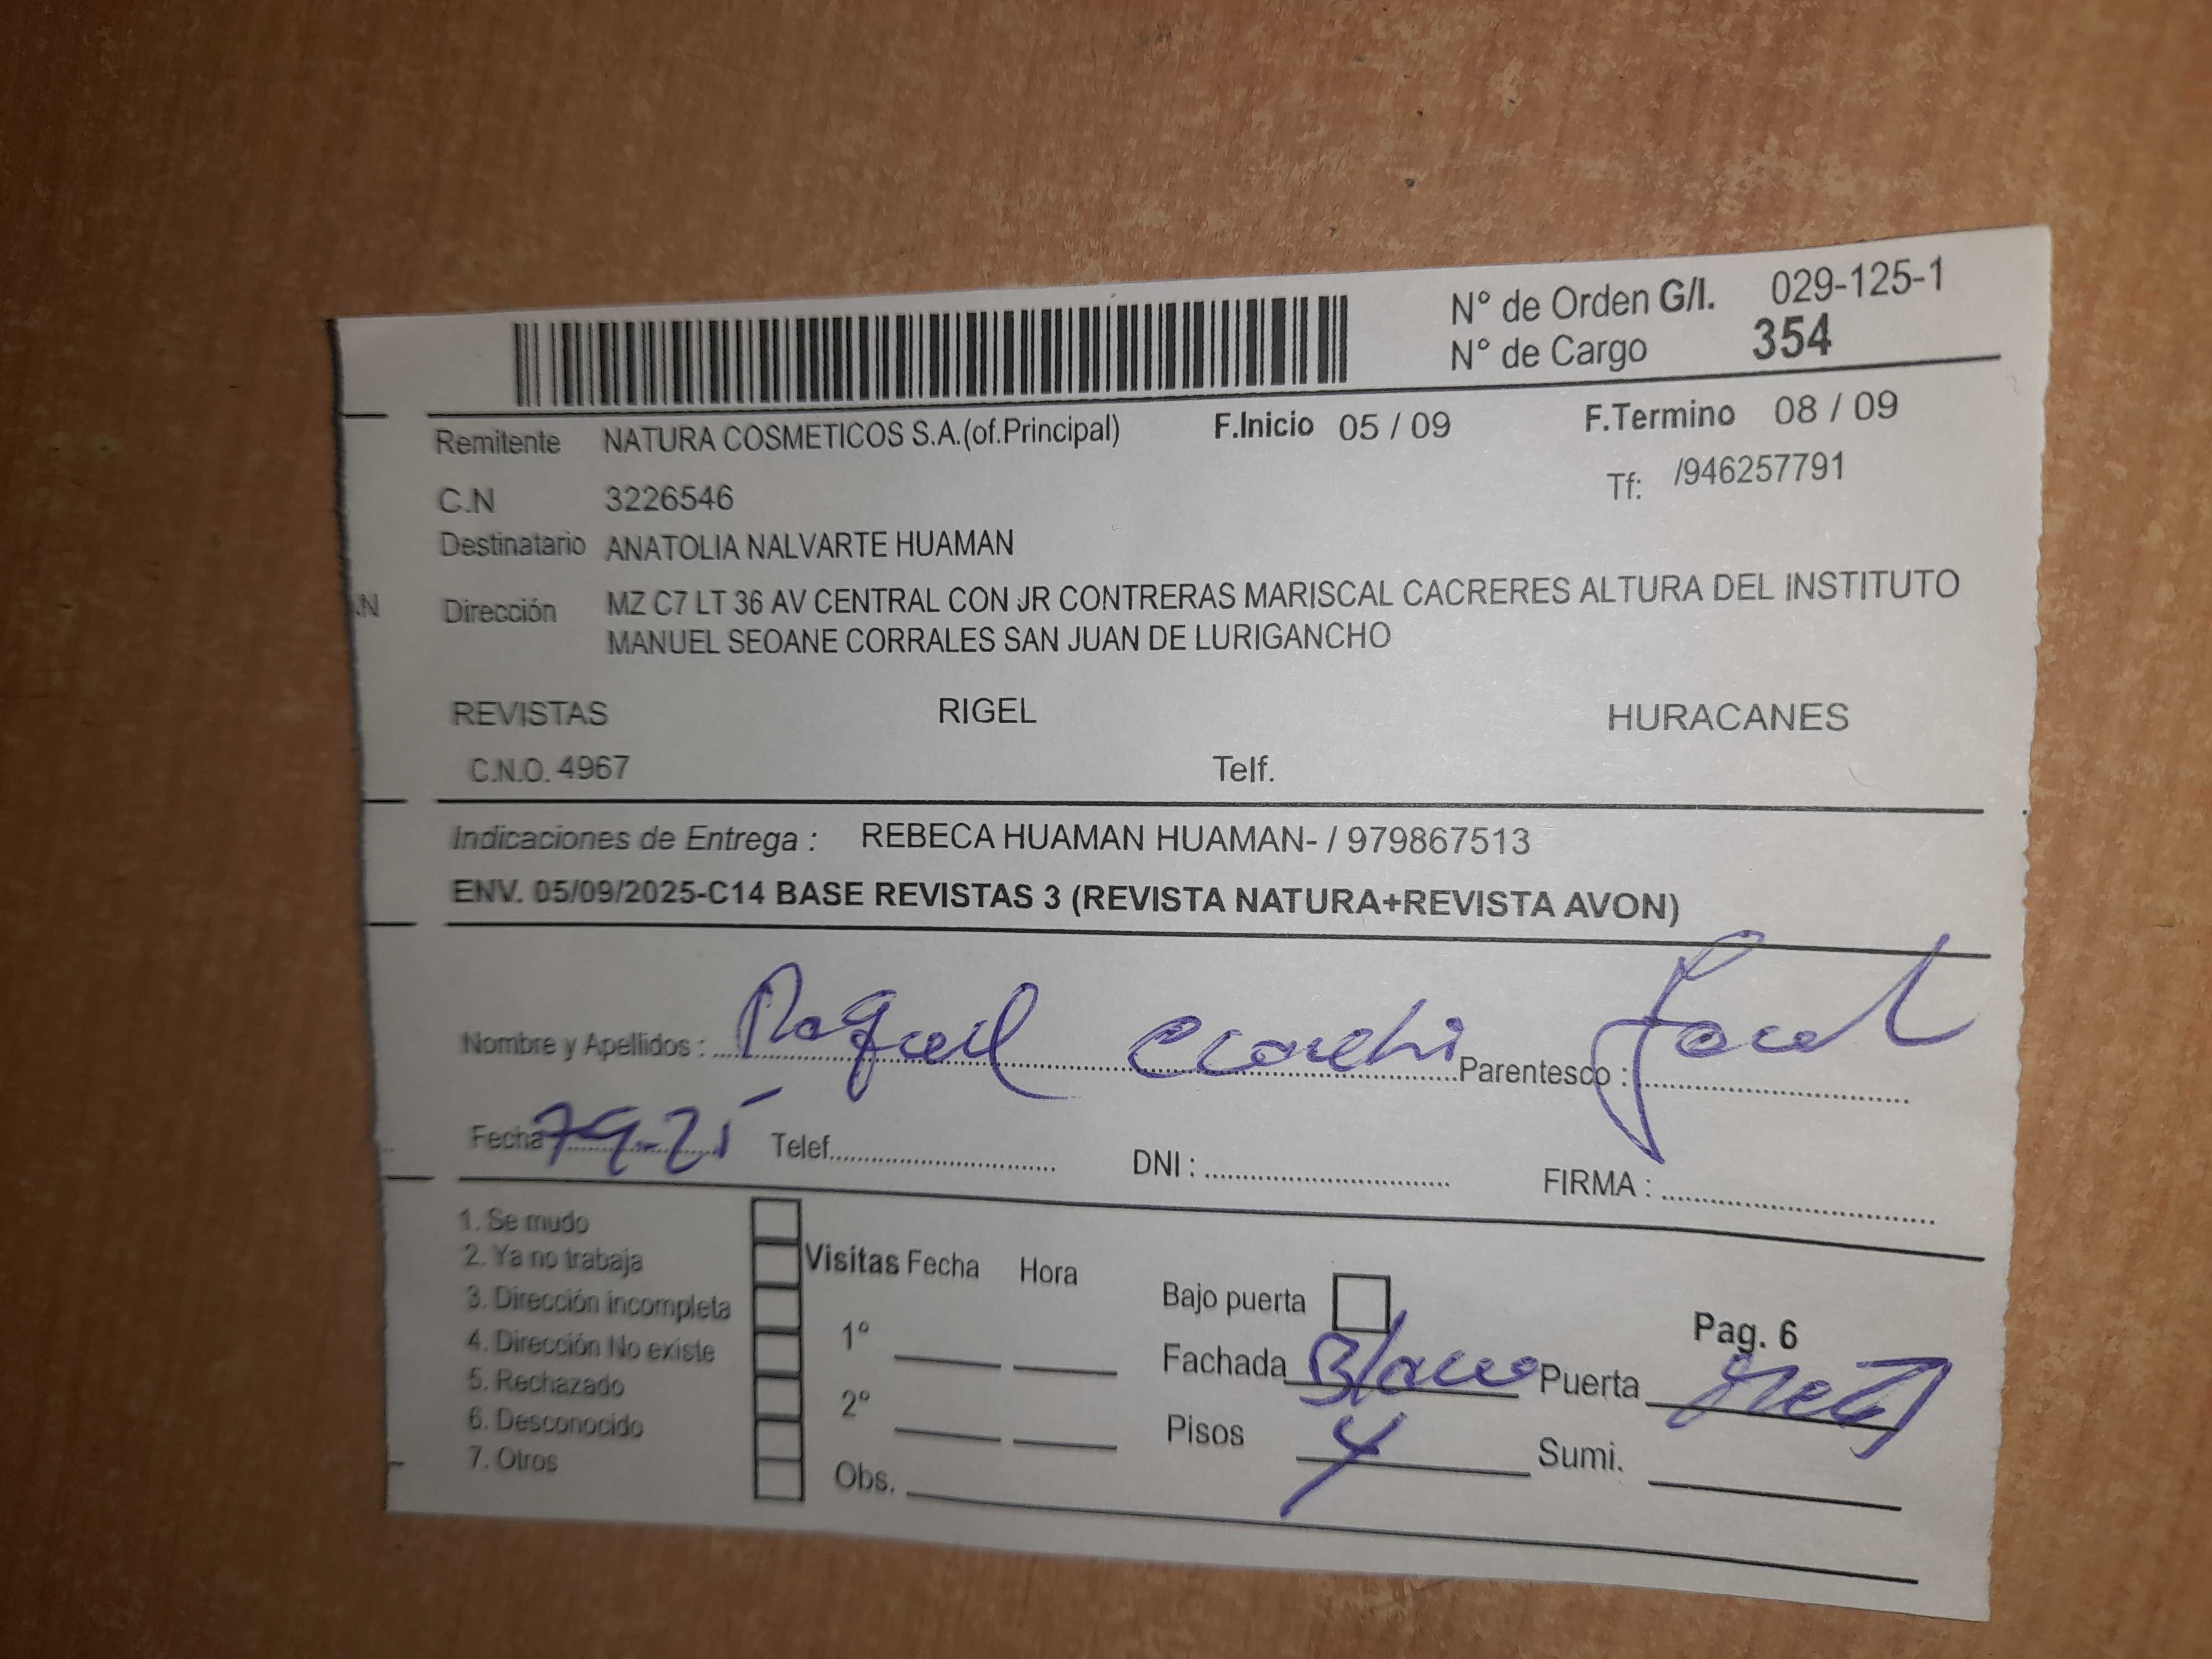 N° de Orden G/I. 029-125-1
N° de Cargo 354
Remitente NATURA COSMETICOS S.A.(of.Principal) F.Inicio 05 / 09 F.Termino 08 / 09
C.N 3226546 Tf: /946257791
Destinatario ANATOLIA NALVARTE HUAMAN
Dirección MZ C7 LT 36 AV CENTRAL CON JR CONTRERAS MARISCAL CACRERES ALTURA DEL INSTITUTO
MANUEL SEOANE CORRALES SAN JUAN DE LURIGANCHO
REVISTAS RIGEL HURACANES
C.N.O. 4967 Telf.
Indicaciones de Entrega : REBECA HUAMAN HUAMAN- / 979867513
ENV. 05/09/2025-C14 BASE REVISTAS 3 (REVISTA NATURA+REVISTA AVON)
Nombre y Apellidos : Raquel Parentesco :
Fecha 7-9-25 Telef. DNI : FIRMA :
1. Se mudo
2. Ya no trabaja
3. Dirección incompleta
4. Dirección No existe
5. Rechazado
6. Desconocido
7. Otros
Visitas Fecha Hora
1°
2°
Obs.
Bajo puerta
Pag. 6
Fachada Blanco Puerta
Pisos 4 Sumi.